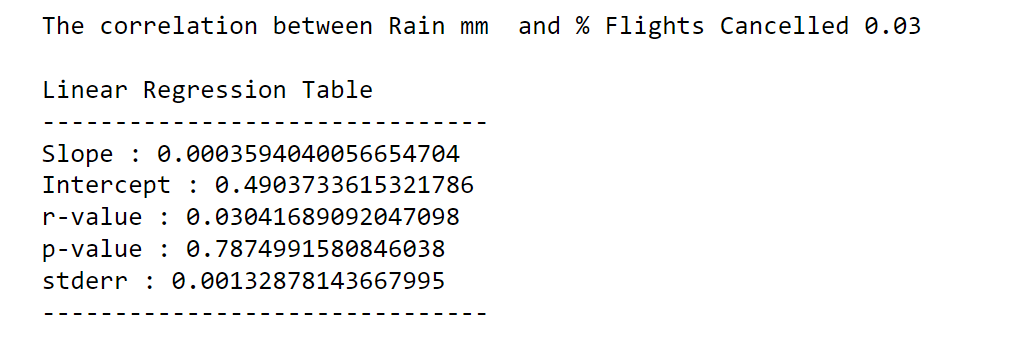 The correlation between Rain mm  and % Flights Cancelled 0.03
Linear Regression Table
-------------------------------
Slope : 0.0003594040056654704
Intercept : 0.4903733615321786
r-value : 0.03041689092047098
p-value : 0.7874991580846038
stderr : 0.00132878143667995
-------------------------------